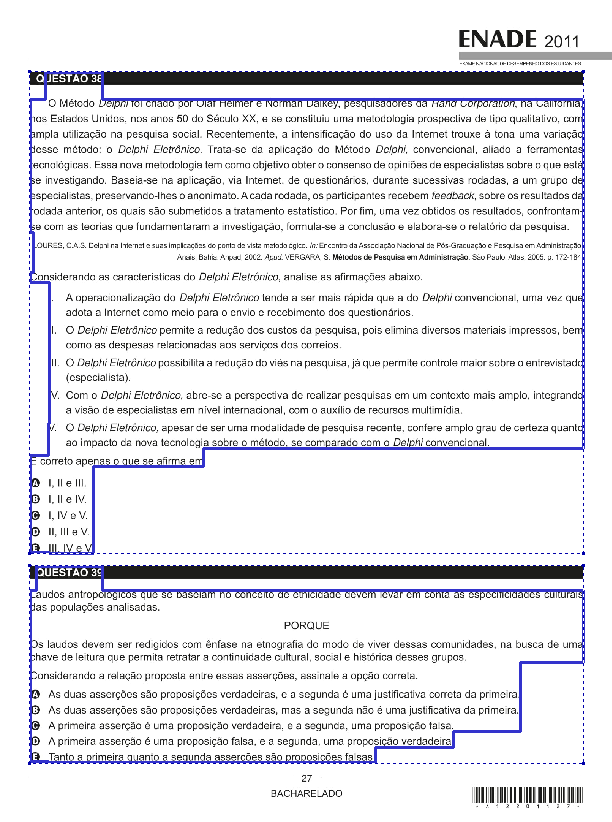 ENADE 2011
EXAME NACIONAL DE DESEMPENHO DOS ESTUDANTES
QUESTÃO 38
O Método Delphi foi criado por Olaf Helmer e Norman Dalkey, pesquisadores da Rand Corporation, na Califórnia,
nos Estados Unidos, nos anos 50 do Século XX, e se constituiu uma metodologia prospectiva de tipo qualitativo, com
ampla utilização na pesquisa social. Recentemente, a intensificação do uso da Internet trouxe à tona uma variação
desse método: o Delphi Eletrônico. Trata-se da aplicação do Método Delphi, convencional, aliado a ferramentas
tecnológicas. Essa nova metodologia tem como objetivo obter o consenso de opiniões de especialistas sobre o que está
se investigando. Baseia-se na aplicação, via Internet, de questionários, durante sucessivas rodadas, a um grupo de
especialistas, preservando-lhes o anonimato. A cada rodada, os participantes recebem feedback, sobre os resultados da
rodada anterior, os quais são submetidos a tratamento estatístico. Por fim, uma vez obtidos os resultados, confrontam-
se com as teorias que fundamentaram a investigação, formula-se a conclusão e elabora-se o relatório da pesquisa.
LOURES, C.A.S. Delphi na Internet e suas implicações do ponto de vista metodológico. In: Encontro da Associação Nacional de Pós-Graduação e Pesquisa em Administração
Anais. Bahia: Anpad, 2002. Apud. VERGARA, S. Métodos de Pesquisa em Administração. São Paulo: Atlas, 2005. p. 172-184
Considerando as características do Delphi Eletrônico, analise as afirmações abaixo.
I. A operacionalização do Delphi Eletrônico tende a ser mais rápida que a do Delphi convencional, uma vez que
adota a Internet como meio para o envio e recebimento dos questionários.
II. O Delphi Eletrônico permite a redução dos custos da pesquisa, pois elimina diversos materiais impressos, bem
como as despesas relacionadas aos serviços dos correios.
III. O Delphi Eletrônico possibilita a redução do viés na pesquisa, já que permite controle maior sobre o entrevistado
(especialista).
IV. Com o Delphi Eletrônico, abre-se a perspectiva de realizar pesquisas em um contexto mais amplo, integrando
a visão de especialistas em nível internacional, com o auxílio de recursos multimídia.
V. O Delphi Eletrônico, apesar de ser uma modalidade de pesquisa recente, confere amplo grau de certeza quanto
ao impacto da nova tecnologia sobre o método, se comparado com o Delphi convencional.
É correto apenas o que se afirma em
A I, II e III.
B I, II e IV.
C I, IV e V.
D II, III e V.
E III, IV e V.
QUESTÃO 39
Laudos antropológicos que se baseiam no conceito de etnicidade devem levar em conta as especificidades culturais
das populações analisadas.
PORQUE
Os laudos devem ser redigidos com ênfase na etnografia do modo de viver dessas comunidades, na busca de uma
chave de leitura que permita retratar a continuidade cultural, social e histórica desses grupos.
Considerando a relação proposta entre essas asserções, assinale a opção correta.
A As duas asserções são proposições verdadeiras, e a segunda é uma justificativa correta da primeira.
B As duas asserções são proposições verdadeiras, mas a segunda não é uma justificativa da primeira.
C A primeira asserção é uma proposição verdadeira, e a segunda, uma proposição falsa.
D A primeira asserção é uma proposição falsa, e a segunda, uma proposição verdadeira.
E Tanto a primeira quanto a segunda asserções são proposições falsas.
27
BACHARELADO